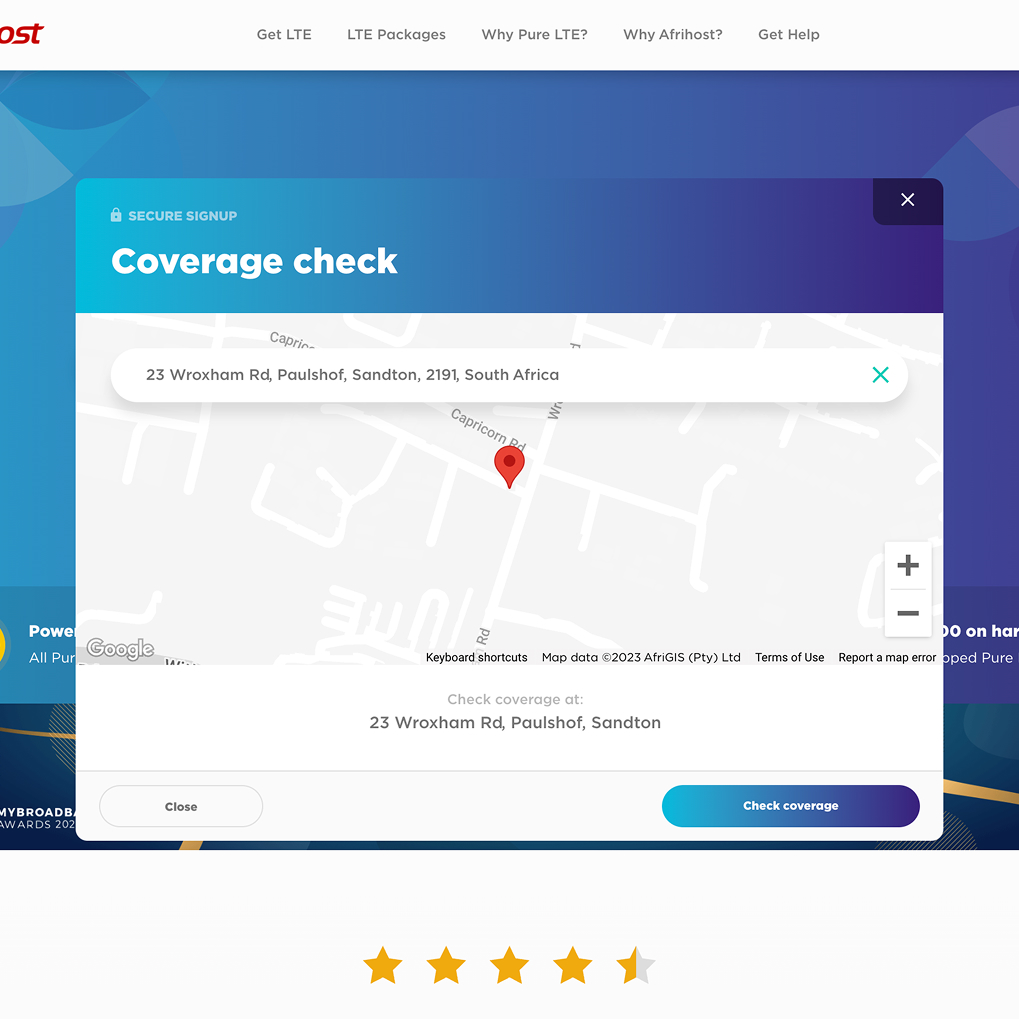 ost
Get LTE LTE Packages Why Pure LTE? Why Afrihost? Get Help
SECURE SIGNUP
Coverage check
Capric
23 Wroxham Rd, Paulshof, Sandton, 2191, South Africa
Wr
Capricorn Rd
Rd
Google
Keyboard shortcuts Map data ©2023 AfriGIS (Pty) Ltd Terms of Use Report a map error
Power
All Pur
00 on har
pped Pure
Check coverage at:
23 Wroxham Rd, Paulshof, Sandton
Close
Check coverage
MYBROADBA
AWARDS 202